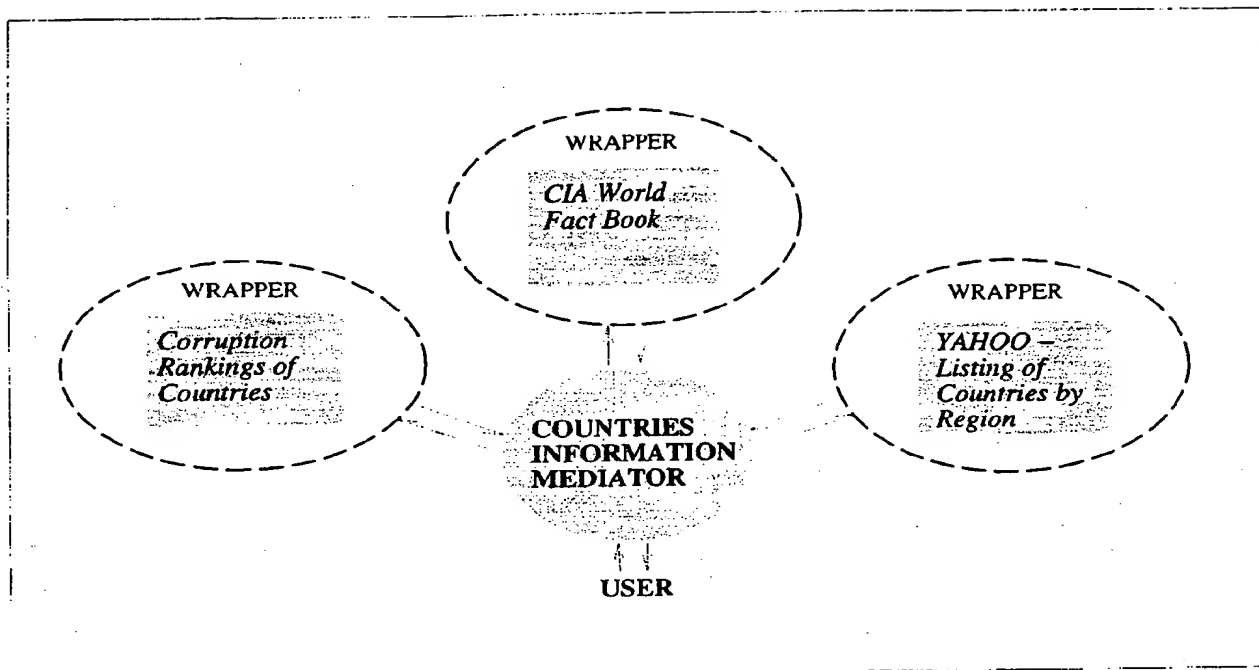 WRAPPER
CIA World
Fact Book
WRAPPER
Corruption
Rankings of
Countries
WRAPPER
YAHOO –
Listing of
Countries by
Region
COUNTRIES
INFORMATION
MEDIATOR
USER